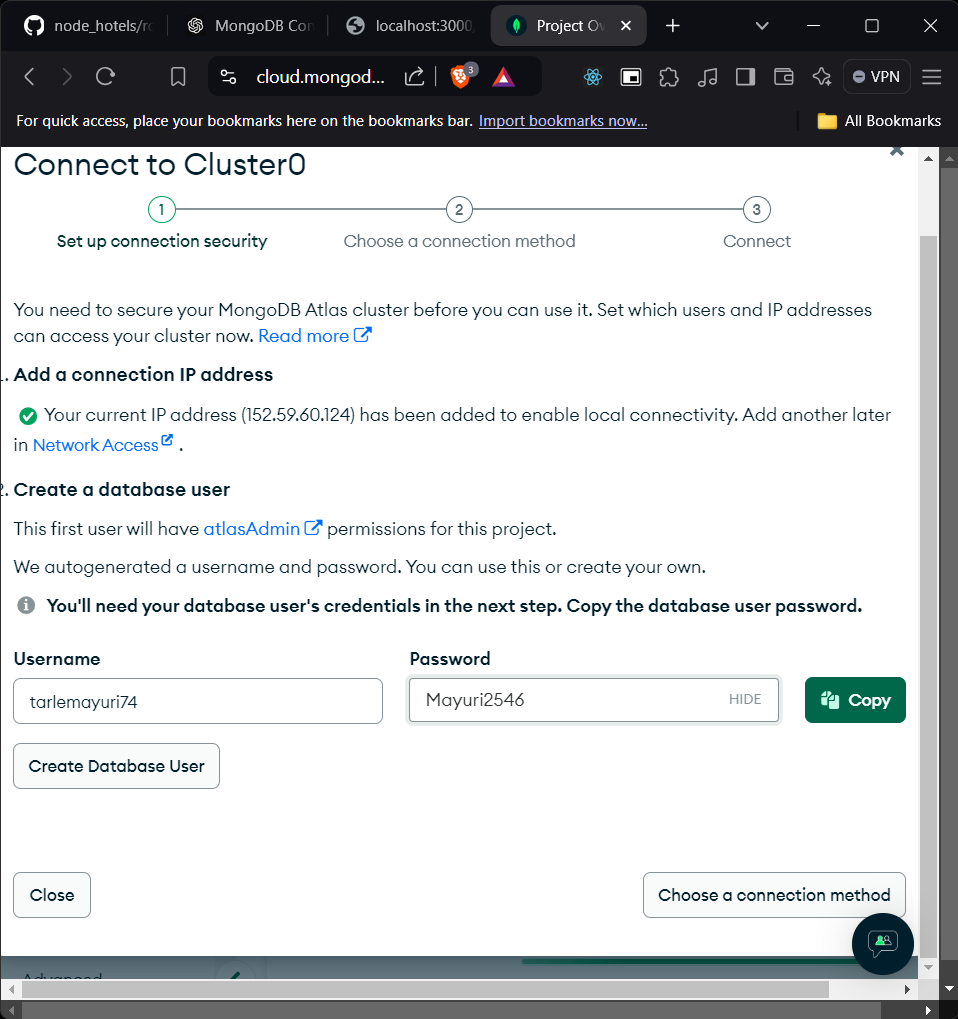 node_hotels/ro
MongoDB Con
localhost:3000
Project Ov
cloud.mongod...
3
VPN
For quick access, place your bookmarks here on the bookmarks bar. Import bookmarks now...
All Bookmarks
Connect to Cluster0
1
2
3
Set up connection security
Choose a connection method
Connect
You need to secure your MongoDB Atlas cluster before you can use it. Set which users and IP addresses
can access your cluster now. Read more
1. Add a connection IP address
Your current IP address (152.59.60.124) has been added to enable local connectivity. Add another later
in Network Access .
2. Create a database user
This first user will have atlasAdmin permissions for this project.
We autogenerated a username and password. You can use this or create your own.
You'll need your database user's credentials in the next step. Copy the database user password.
Username
Password
tarlemayuri74
Mayuri2546
HIDE
Copy
Create Database User
Close
Choose a connection method
Advanced